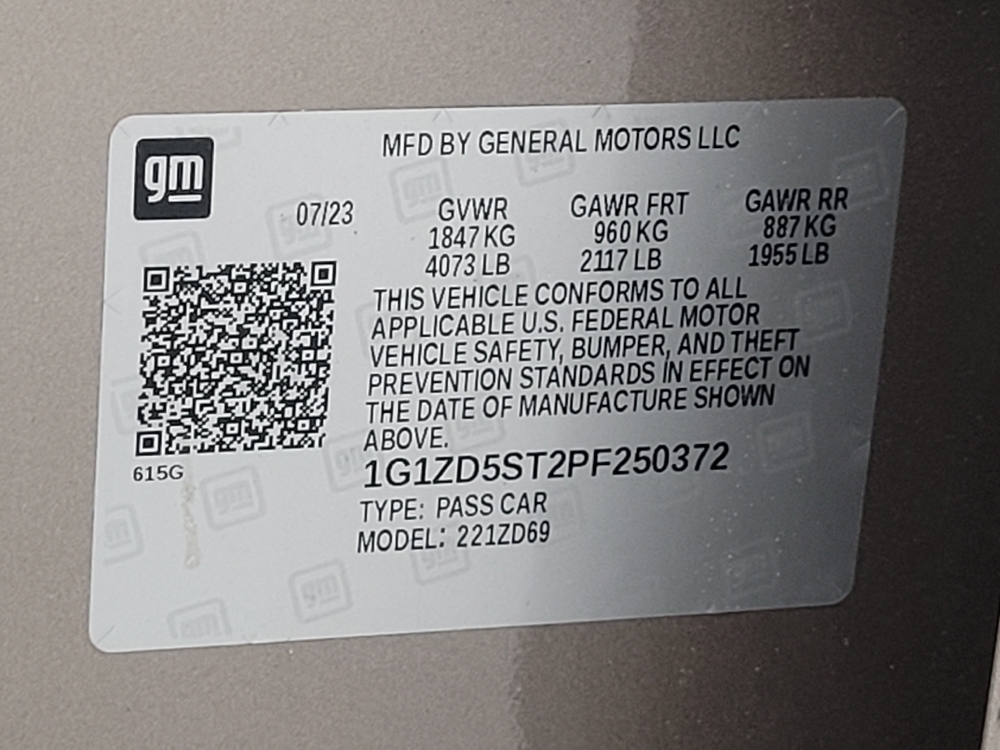 gm
MFD BY GENERAL MOTORS LLC
07/23 GVWR GAWR FRT GAWR RR
1847 KG 960 KG 887 KG
4073 LB 2117 LB 1955 LB
THIS VEHICLE CONFORMS TO ALL
APPLICABLE U.S. FEDERAL MOTOR
VEHICLE SAFETY, BUMPER, AND THEFT
PREVENTION STANDARDS IN EFFECT ON
THE DATE OF MANUFACTURE SHOWN
ABOVE.
615G
1G1ZD5ST2PF250372
TYPE: PASS CAR
MODEL: 221ZD69